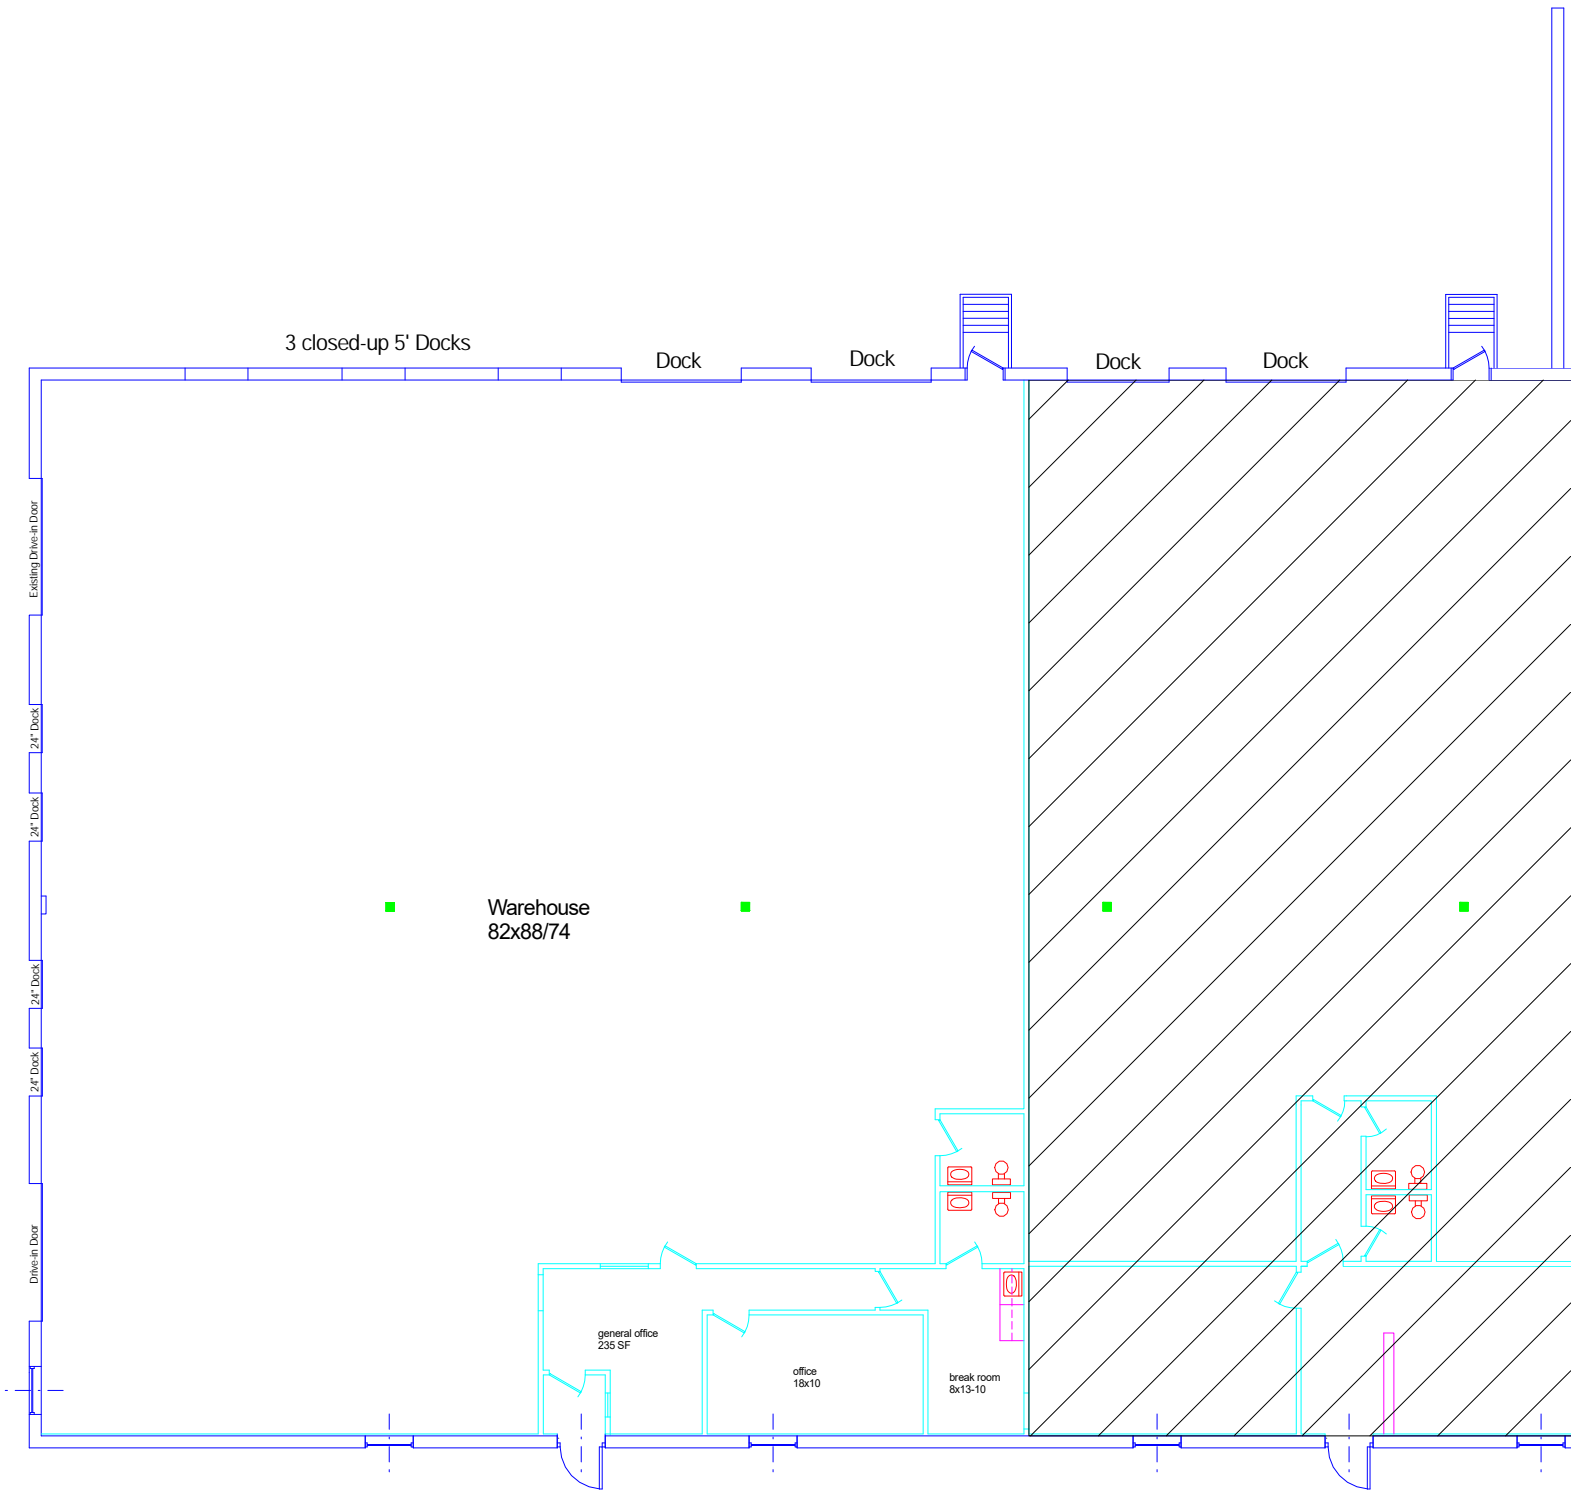 3 closed-up 5' Docks
Dock
Dock
Dock
Dock
Existing Drive-in Door
24" Dock
24" Dock
Warehouse
82x88/74
24" Dock
24" Dock
Drive-in Door
general office
235 SF
office
18x10
break room
8x13-10